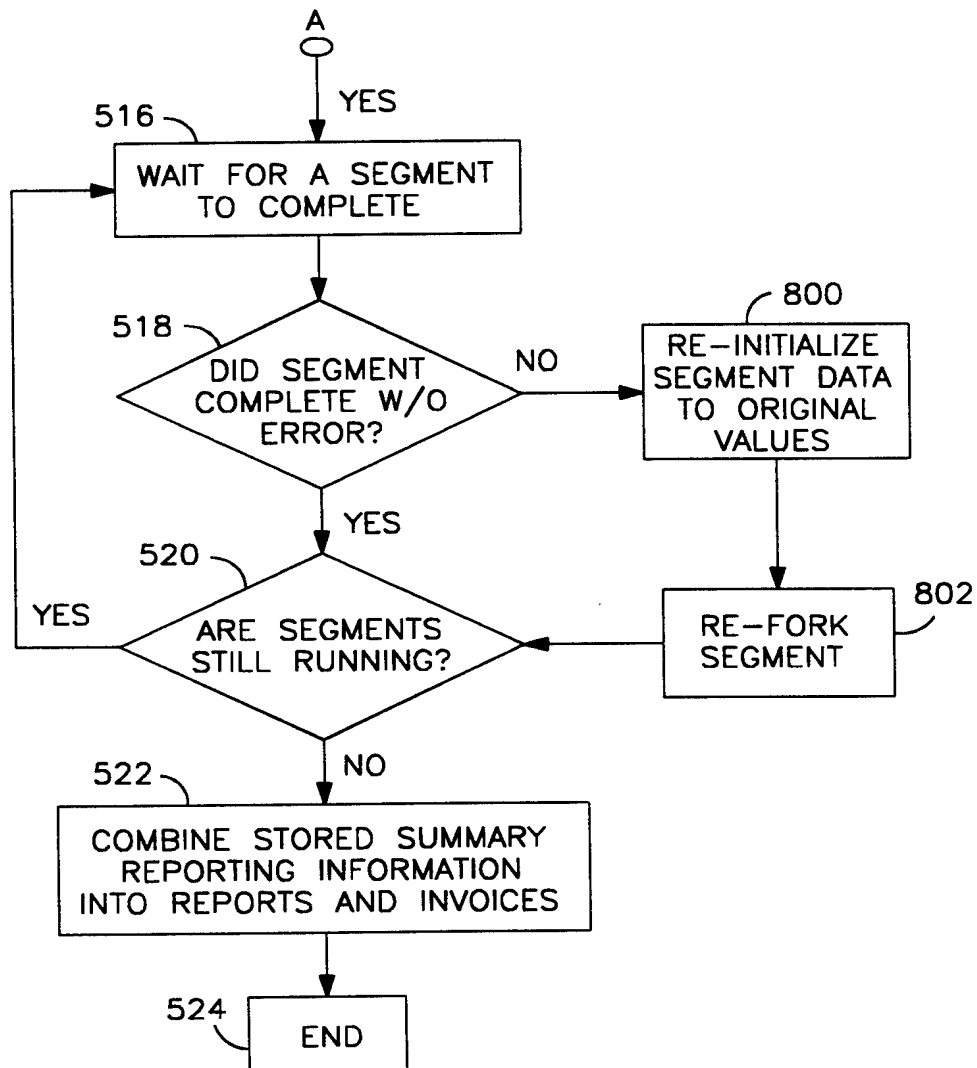 A
YES
516
WAIT FOR A SEGMENT
TO COMPLETE
800
518
DID SEGMENT
COMPLETE W/O
ERROR?
NO
RE-INITIALIZE
SEGMENT DATA
TO ORIGINAL
VALUES
YES
520
YES
ARE SEGMENTS
STILL RUNNING?
802
RE-FORK
SEGMENT
NO
522
COMBINE STORED SUMMARY
REPORTING INFORMATION
INTO REPORTS AND INVOICES
524
END